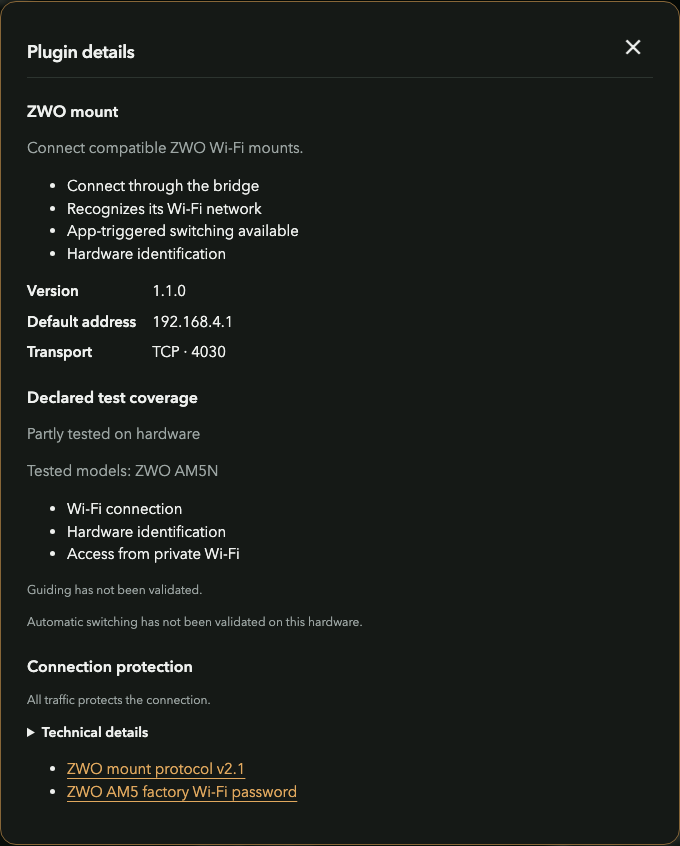 Plugin details
ZWO mount
Connect compatible ZWO Wi-Fi mounts.
Connect through the bridge
Recognizes its Wi-Fi network
App-triggered switching available
Hardware identification
Version 1.1.0
Default address 192.168.4.1
Transport TCP · 4030
Declared test coverage
Partly tested on hardware
Tested models: ZWO AM5N
Wi-Fi connection
Hardware identification
Access from private Wi-Fi
Guiding has not been validated.
Automatic switching has not been validated on this hardware.
Connection protection
All traffic protects the connection.
Technical details
ZWO mount protocol v2.1
ZWO AM5 factory Wi-Fi password